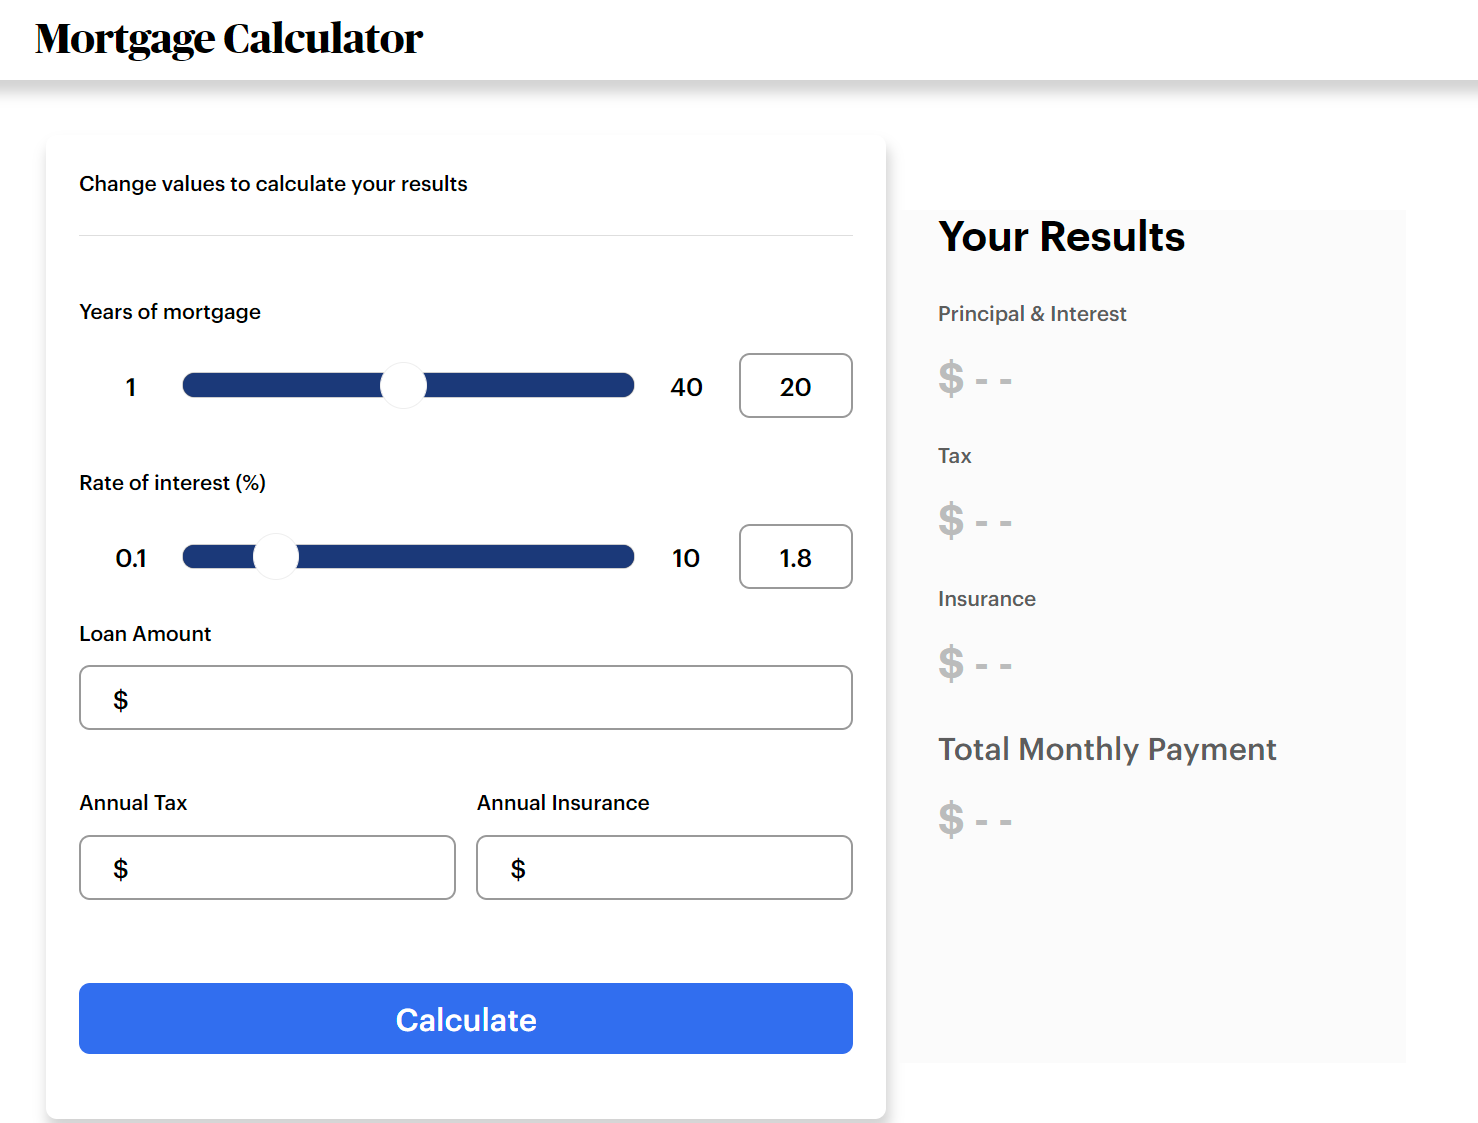 Mortgage Calculator
Change values to calculate your results
Years of mortgage
1 40 20
Rate of interest (%)
0.1 10 1.8
Loan Amount
$
Annual Tax Annual Insurance
$ $
Calculate
Your Results
Principal & Interest
$ - -
Tax
$ - -
Insurance
$ - -
Total Monthly Payment
$ - -